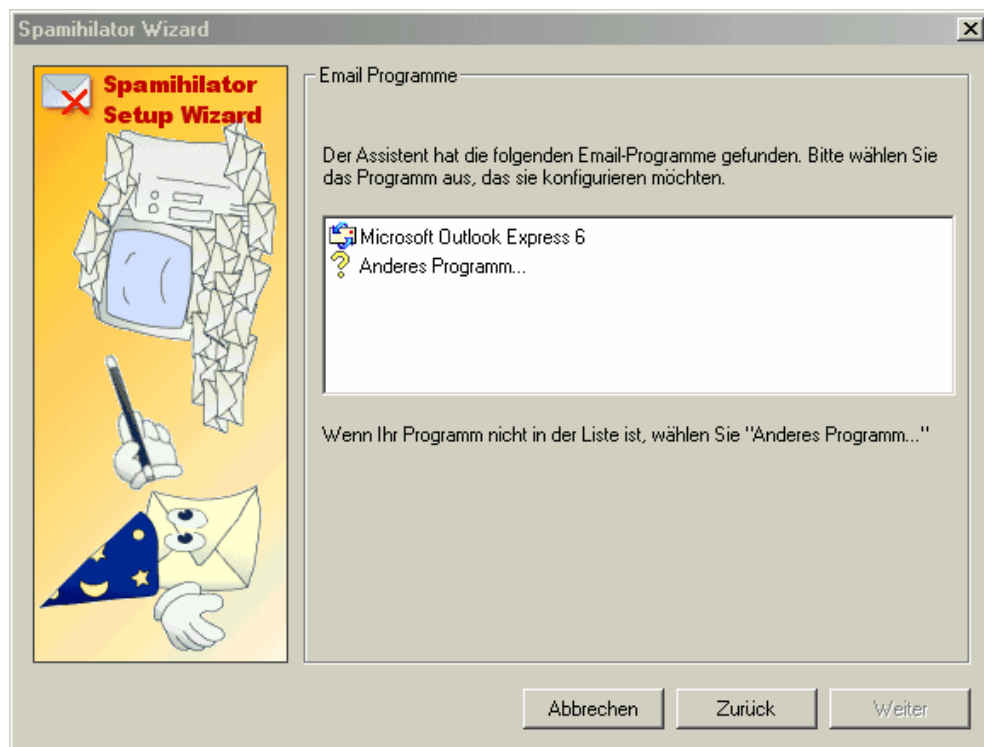 Spamihilator Wizard
Spamihilator
Setup Wizard
Email Programme
Der Assistent hat die folgenden Email-Programme gefunden. Bitte wählen Sie
das Programm aus, das sie konfigurieren möchten.
Microsoft Outlook Express 6
Anderes Programm...
Wenn Ihr Programm nicht in der Liste ist, wählen Sie "Anderes Programm..."
Abbrechen
Zurück
Weiter